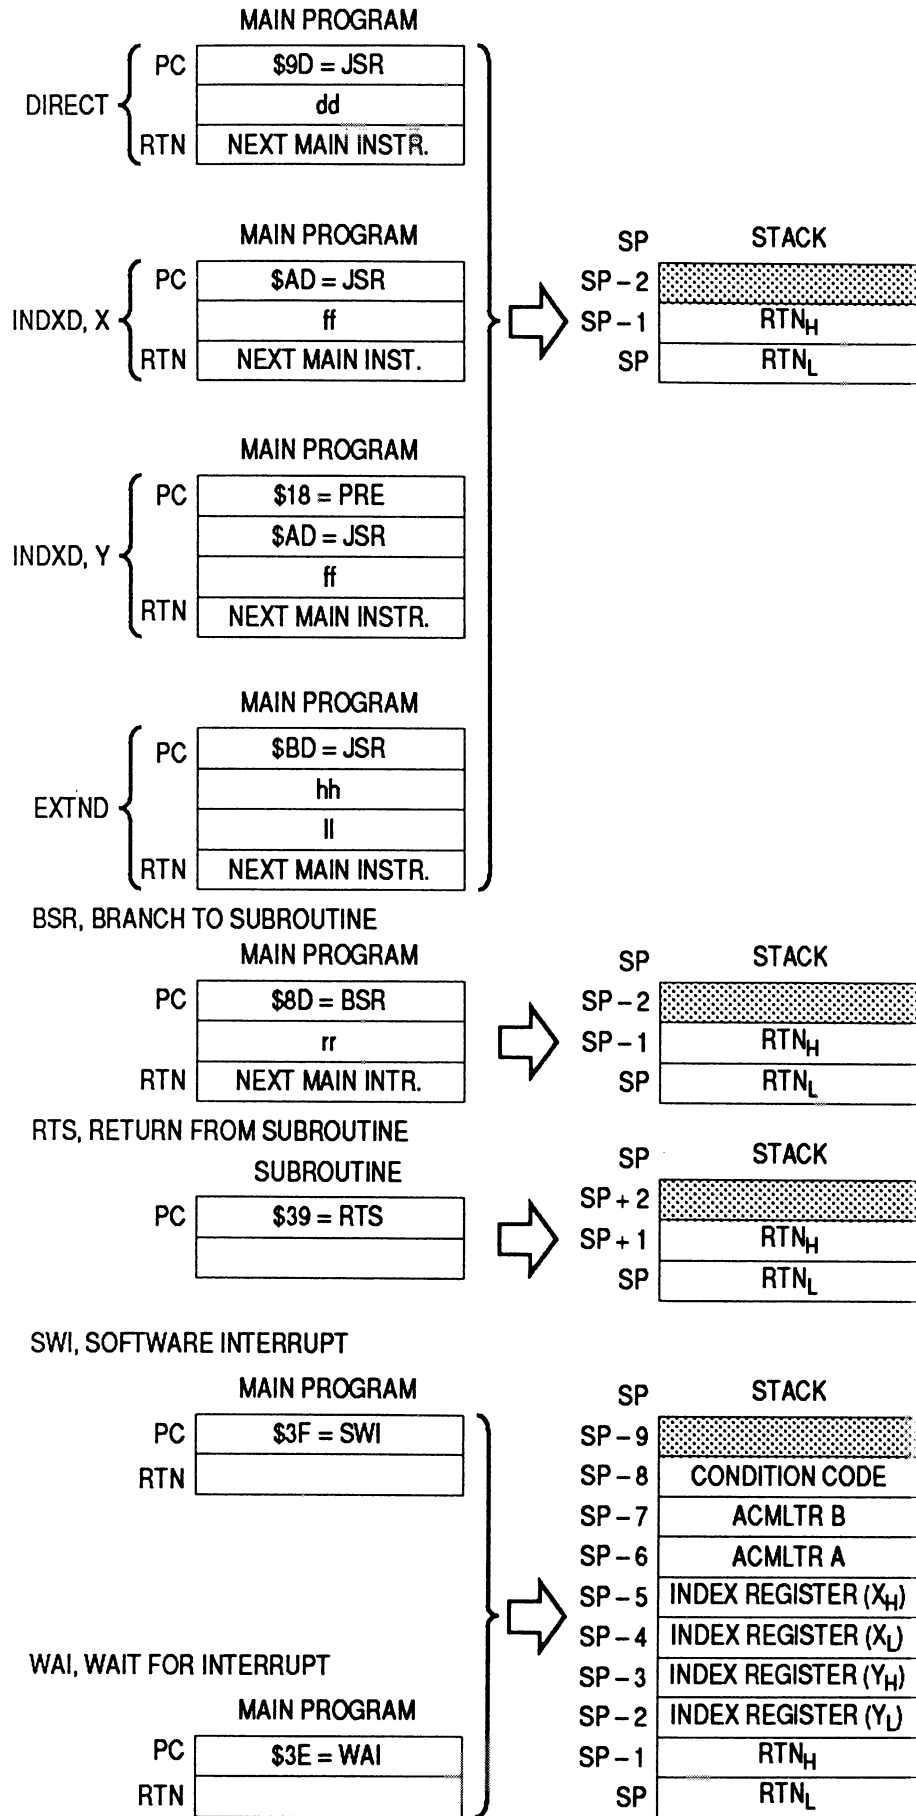 MAIN PROGRAM
PC $9D = JSR
DIRECT dd
RTN NEXT MAIN INSTR.
MAIN PROGRAM
PC $AD = JSR
INDXD, X ff
RTN NEXT MAIN INST.
SP STACK
SP – 2
SP – 1 RTNH
SP RTNL
MAIN PROGRAM
PC $18 = PRE
$AD = JSR
INDXD, Y ff
RTN NEXT MAIN INSTR.
MAIN PROGRAM
PC $BD = JSR
hh
EXTND ll
RTN NEXT MAIN INSTR.
BSR, BRANCH TO SUBROUTINE
MAIN PROGRAM
PC $8D = BSR
rr
RTN NEXT MAIN INTR.
SP STACK
SP – 2
SP – 1 RTNH
SP RTNL
RTS, RETURN FROM SUBROUTINE
SUBROUTINE
PC $39 = RTS
SP STACK
SP + 2
SP + 1 RTNH
SP RTNL
SWI, SOFTWARE INTERRUPT
MAIN PROGRAM
PC $3F = SWI
RTN
WAI, WAIT FOR INTERRUPT
MAIN PROGRAM
PC $3E = WAI
RTN
SP STACK
SP – 9
SP – 8 CONDITION CODE
SP – 7 ACMLTR B
SP – 6 ACMLTR A
SP – 5 INDEX REGISTER (XH)
SP – 4 INDEX REGISTER (XL)
SP – 3 INDEX REGISTER (YH)
SP – 2 INDEX REGISTER (YL)
SP – 1 RTNH
SP RTNL